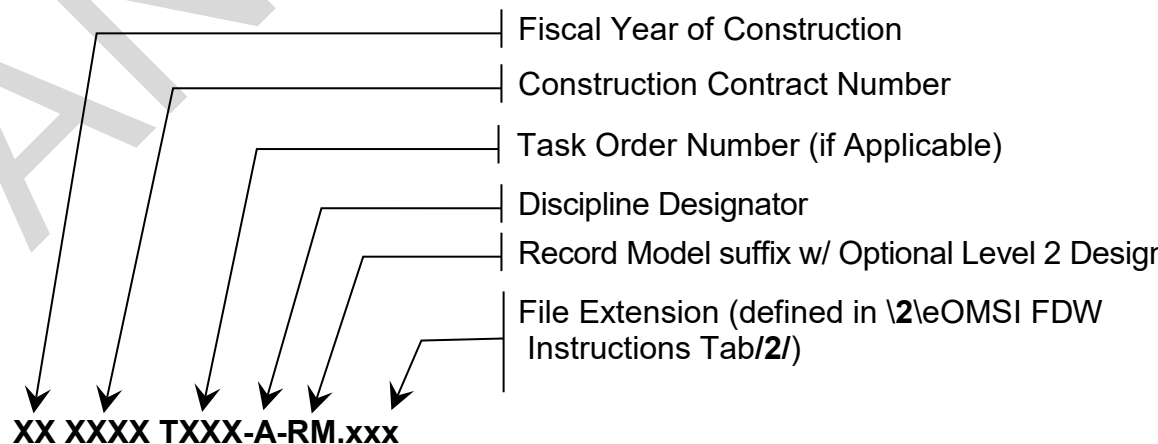 Fiscal Year of Construction
Construction Contract Number
Task Order Number (if Applicable)
Discipline Designator
Record Model suffix w/ Optional Level 2 Desigr
File Extension (defined in \2\eOMSI FDW
Instructions Tab/2/)
XX XXXX TXXX-A-RM.xxx